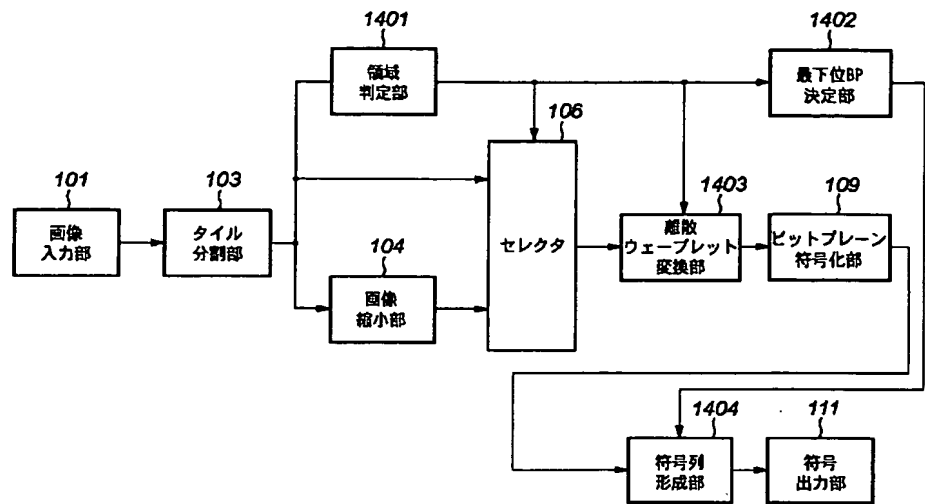 1401
領域
判定部
1402
最下位BP
決定部
106
セレクタ
101
画像
入力部
103
タイル
分割部
104
画像
縮小部
1403
離散
ウェーブレット
変換部
109
ビットプレーン
符号化部
1404
符号列
形成部
111
符号
出力部